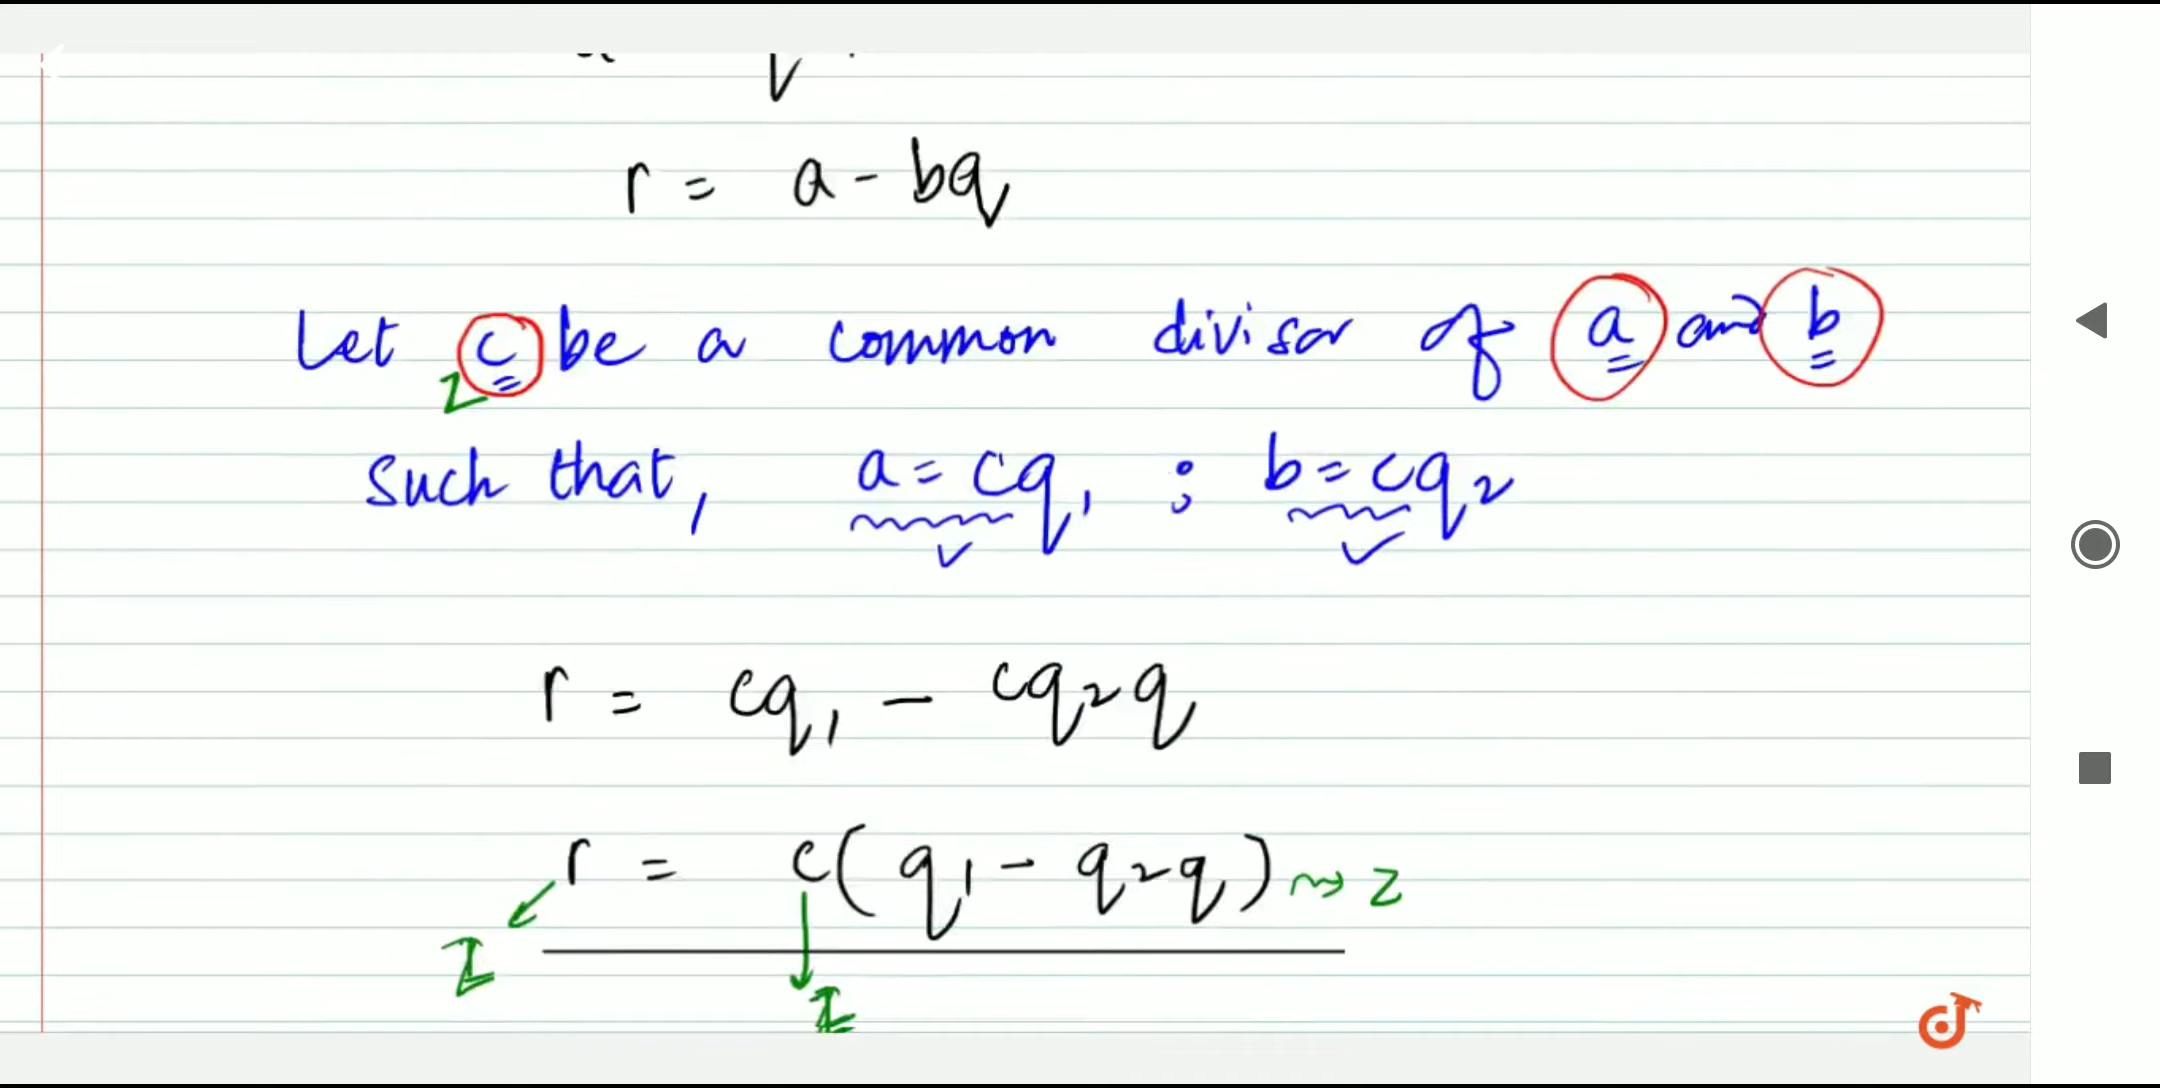 r = a - bq
Let c be a common divisor of a and b
Z
such that, a = cq1 ; b = cq2
r = cq1 - cq2q
r = c(q1 - q2q) ~> Z
Z
Z